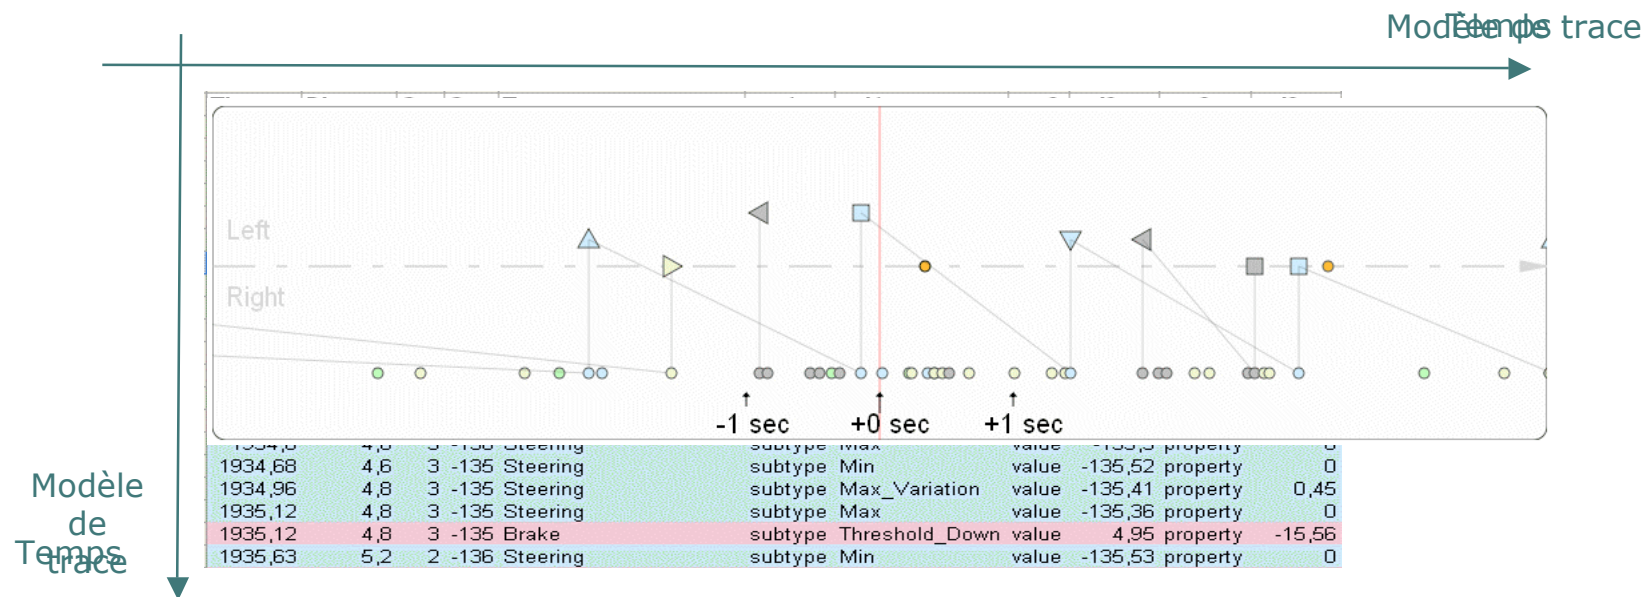 Modèle de trace
Temps
Left
Right
-1 sec
+0 sec
+1 sec
1934,68 4,6 3 -135 Steering subtype Min value -135,52 property 0
1934,96 4,8 3 -135 Steering subtype Max_Variation value -135,41 property 0,45
1935,12 4,8 3 -135 Steering subtype Max value -135,36 property 0
1935,12 4,8 3 -135 Brake subtype Threshold_Down value 4,95 property -15,56
1935,63 5,2 2 -136 Steering subtype Min value -135,53 property 0
Modèle
de
trace
Temps